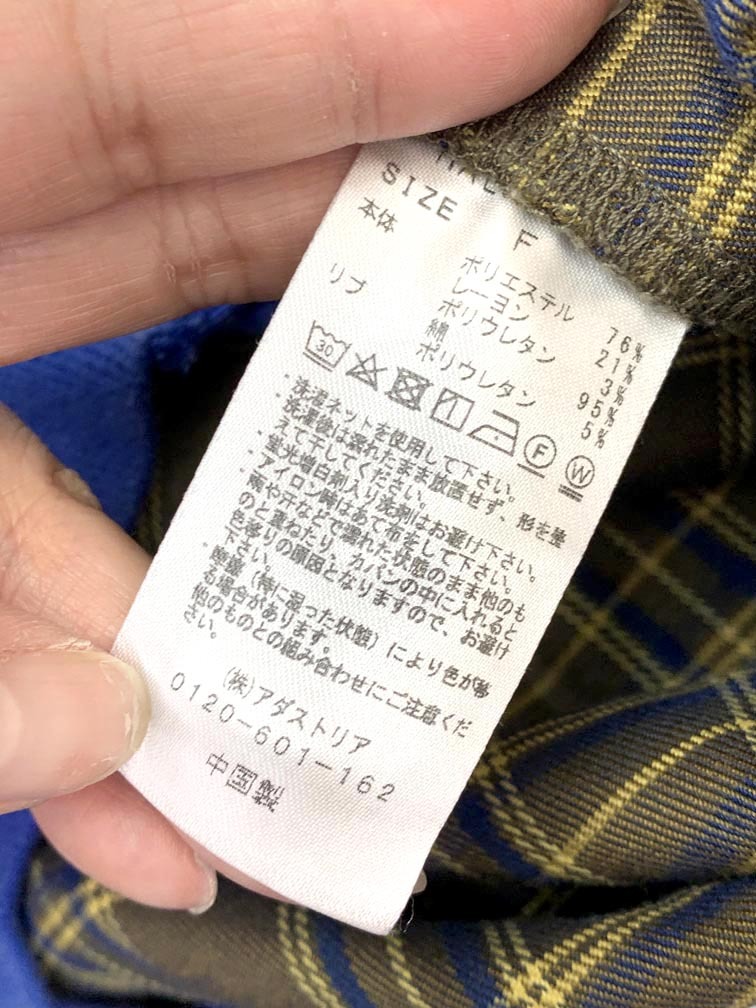 SIZE F
本体 ポリエステル 76%
レーヨン 21%
ポリウレタン 3%
リブ 綿 95%
ポリウレタン 5%
30
F W
・洗濯ネットを使用して下さい。
・洗濯後は濡れたまま放置せず、形を整
えて干してください。
・蛍光増白剤入り洗剤はお避け下さい。
・アイロン時はあて布をして下さい。
・雨や汗などで濡れた状態のまま他のも
のと重ねたり、カバンの中に入れると
色移りの原因となりますので、お避け
下さい。
・摩擦(特に湿った状態)により色が移
る場合があります。
他のものとの組み合わせにご注意くだ
さい。
(株)アダストリア
0120-601-162
中国製